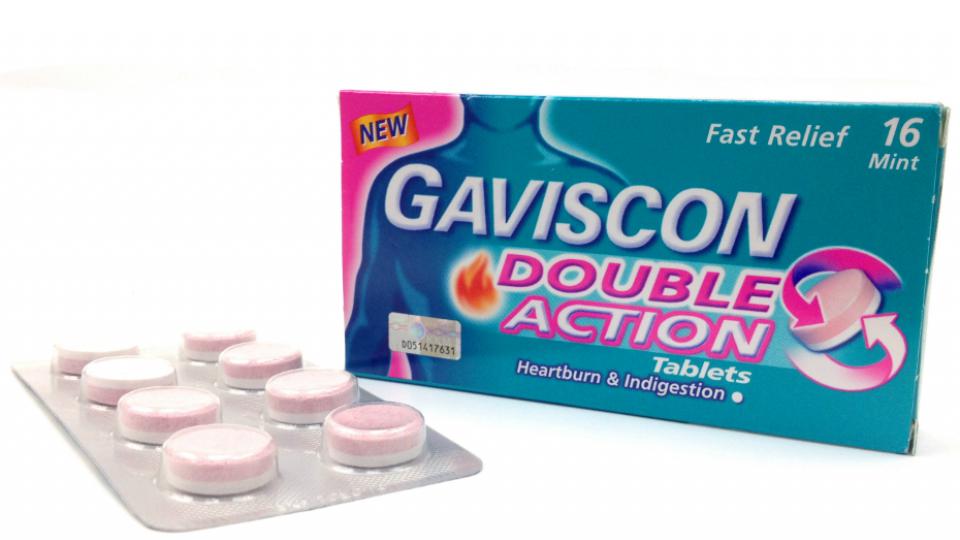 NEW
Fast Relief 16
Mint
GAVISCON
DOUBLE
ACTION
Tablets
Heartburn & Indigestion
D051417631